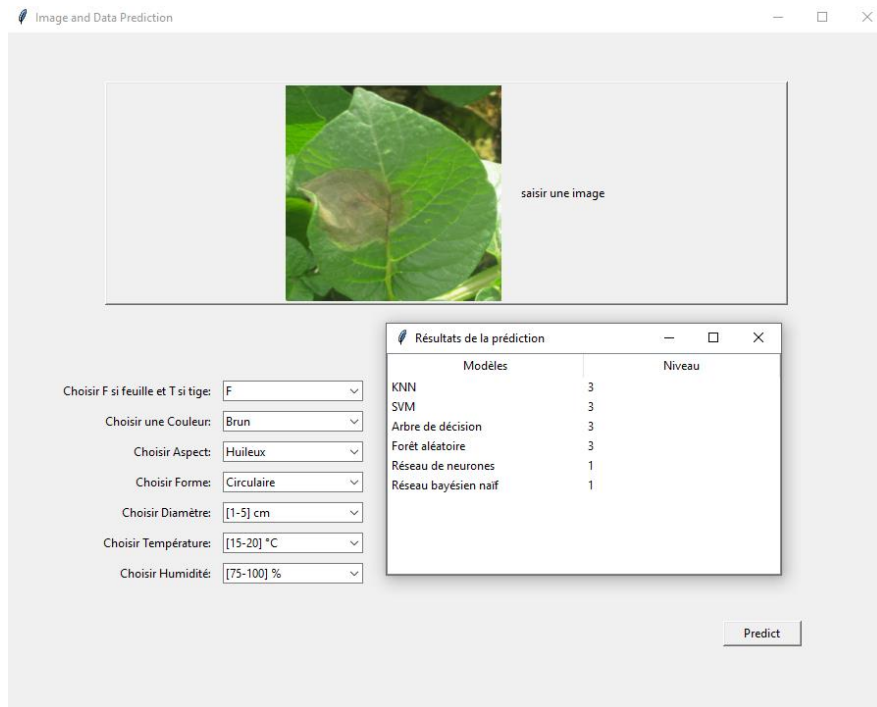 Image and Data Prediction
saisir une image
Résultats de la prédiction
Modèles Niveau
KNN 3
SVM 3
Arbre de décision 3
Forêt aléatoire 3
Réseau de neurones 1
Réseau bayésien naïf 1
Choisir F si feuille et T si tige: F
Choisir une Couleur: Brun
Choisir Aspect: Huileux
Choisir Forme: Circulaire
Choisir Diamètre: [1-5] cm
Choisir Température: [15-20] °C
Choisir Humidité: [75-100] %
Predict